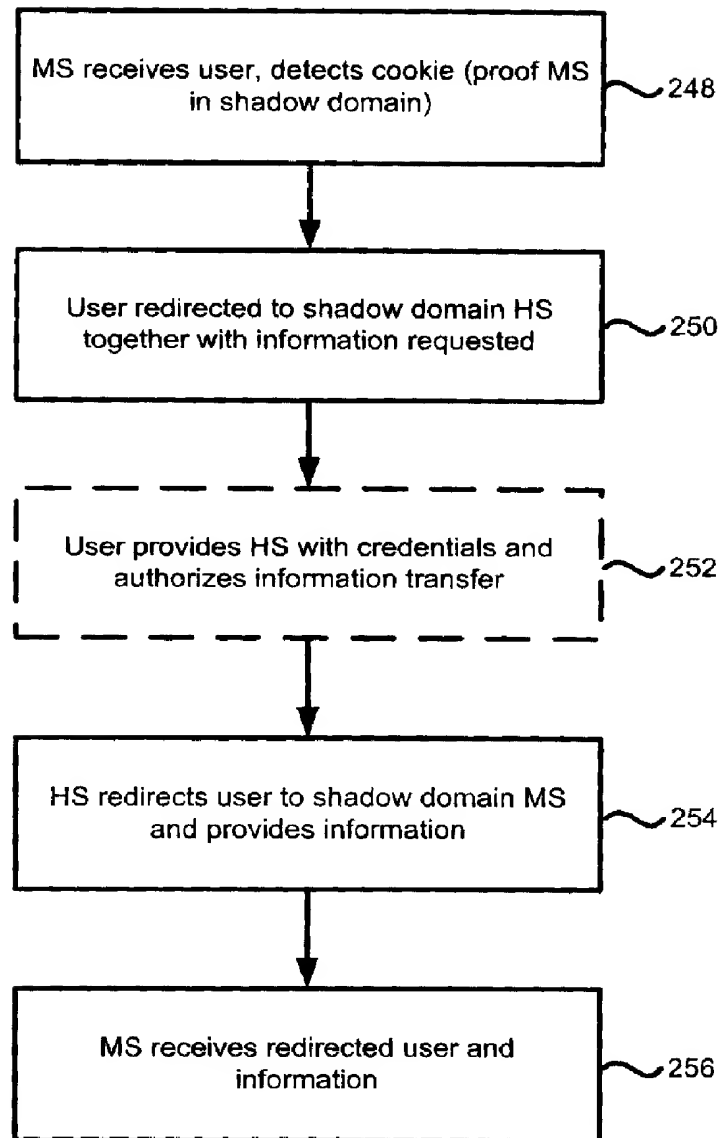 MS receives user, detects cookie (proof MS
in shadow domain)
248
User redirected to shadow domain HS
together with information requested
250
User provides HS with credentials and
authorizes information transfer
252
HS redirects user to shadow domain MS
and provides information
254
MS receives redirected user and
information
256